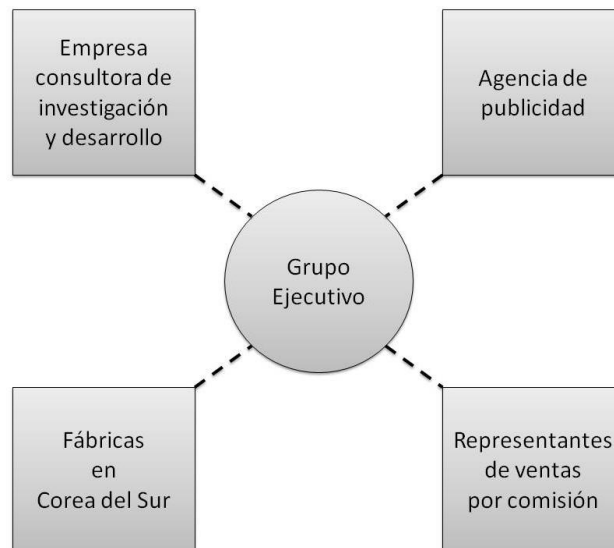 Empresa
consultora de
investigación
y desarrollo
Agencia de
publicidad
Grupo
Ejecutivo
Fábricas
en
Corea del Sur
Representantes
de ventas
por comisión